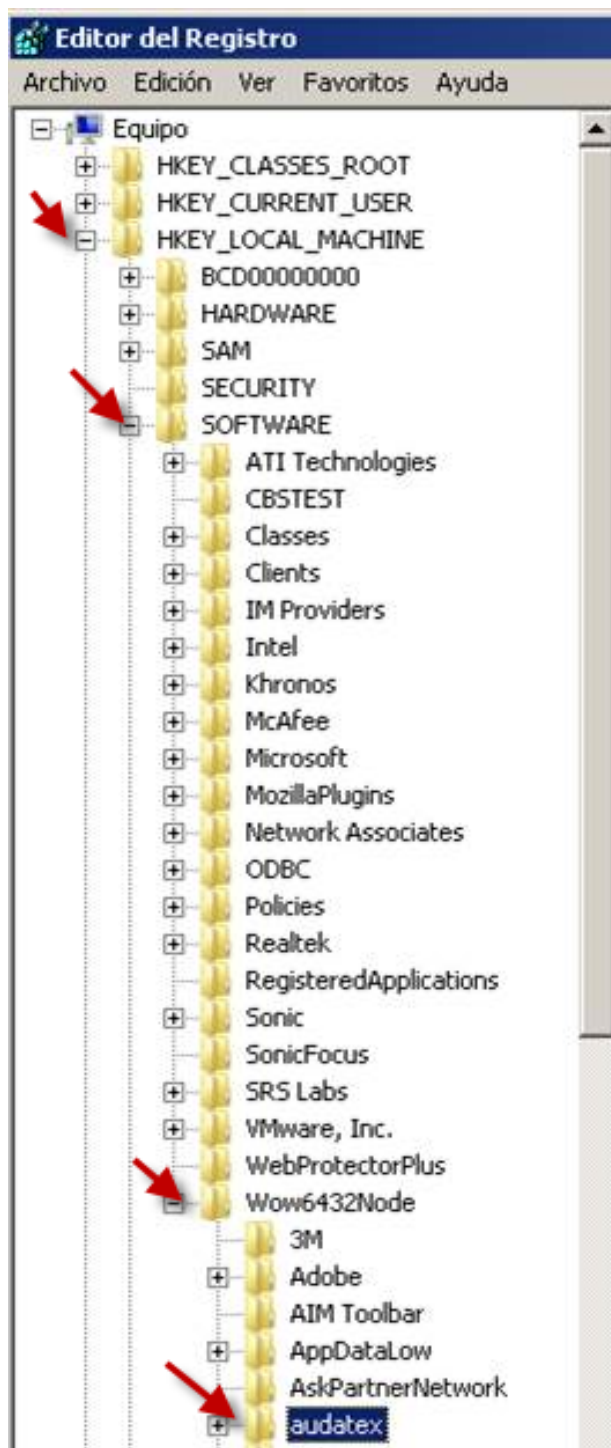 Editor del Registro
Archivo Edición Ver Favoritos Ayuda
Equipo
HKEY_CLASSES_ROOT
HKEY_CURRENT_USER
HKEY_LOCAL_MACHINE
BCD00000000
HARDWARE
SAM
SECURITY
SOFTWARE
ATI Technologies
CBSTEST
Classes
Clients
IM Providers
Intel
Khronos
McAfee
Microsoft
MozillaPlugins
Network Associates
ODBC
Policies
Realtek
RegisteredApplications
Sonic
SonicFocus
SRS Labs
VMware, Inc.
WebProtectorPlus
Wow6432Node
3M
Adobe
AIM Toolbar
AppDataLow
AskPartnerNetwork
audatex